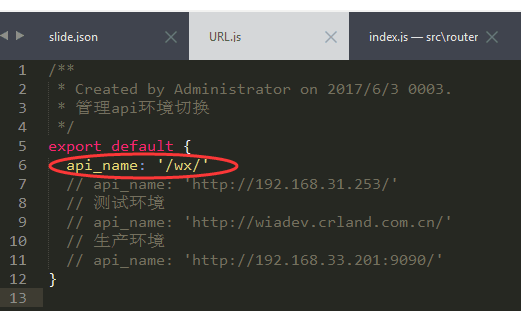 slide.json
URL.js
index.js — src\router
1 /**
2  * Created by Administrator on 2017/6/3 0003.
3  * 管理api环境切换
4  */
5 export default {
6   api_name: '/wx/'
7   // api_name: 'http://192.168.31.253/'
8   // 测试环境
9   // api_name: 'http://wiadev.crland.com.cn/'
10   // 生产环境
11   // api_name: 'http://192.168.33.201:9090/'
12 }
13